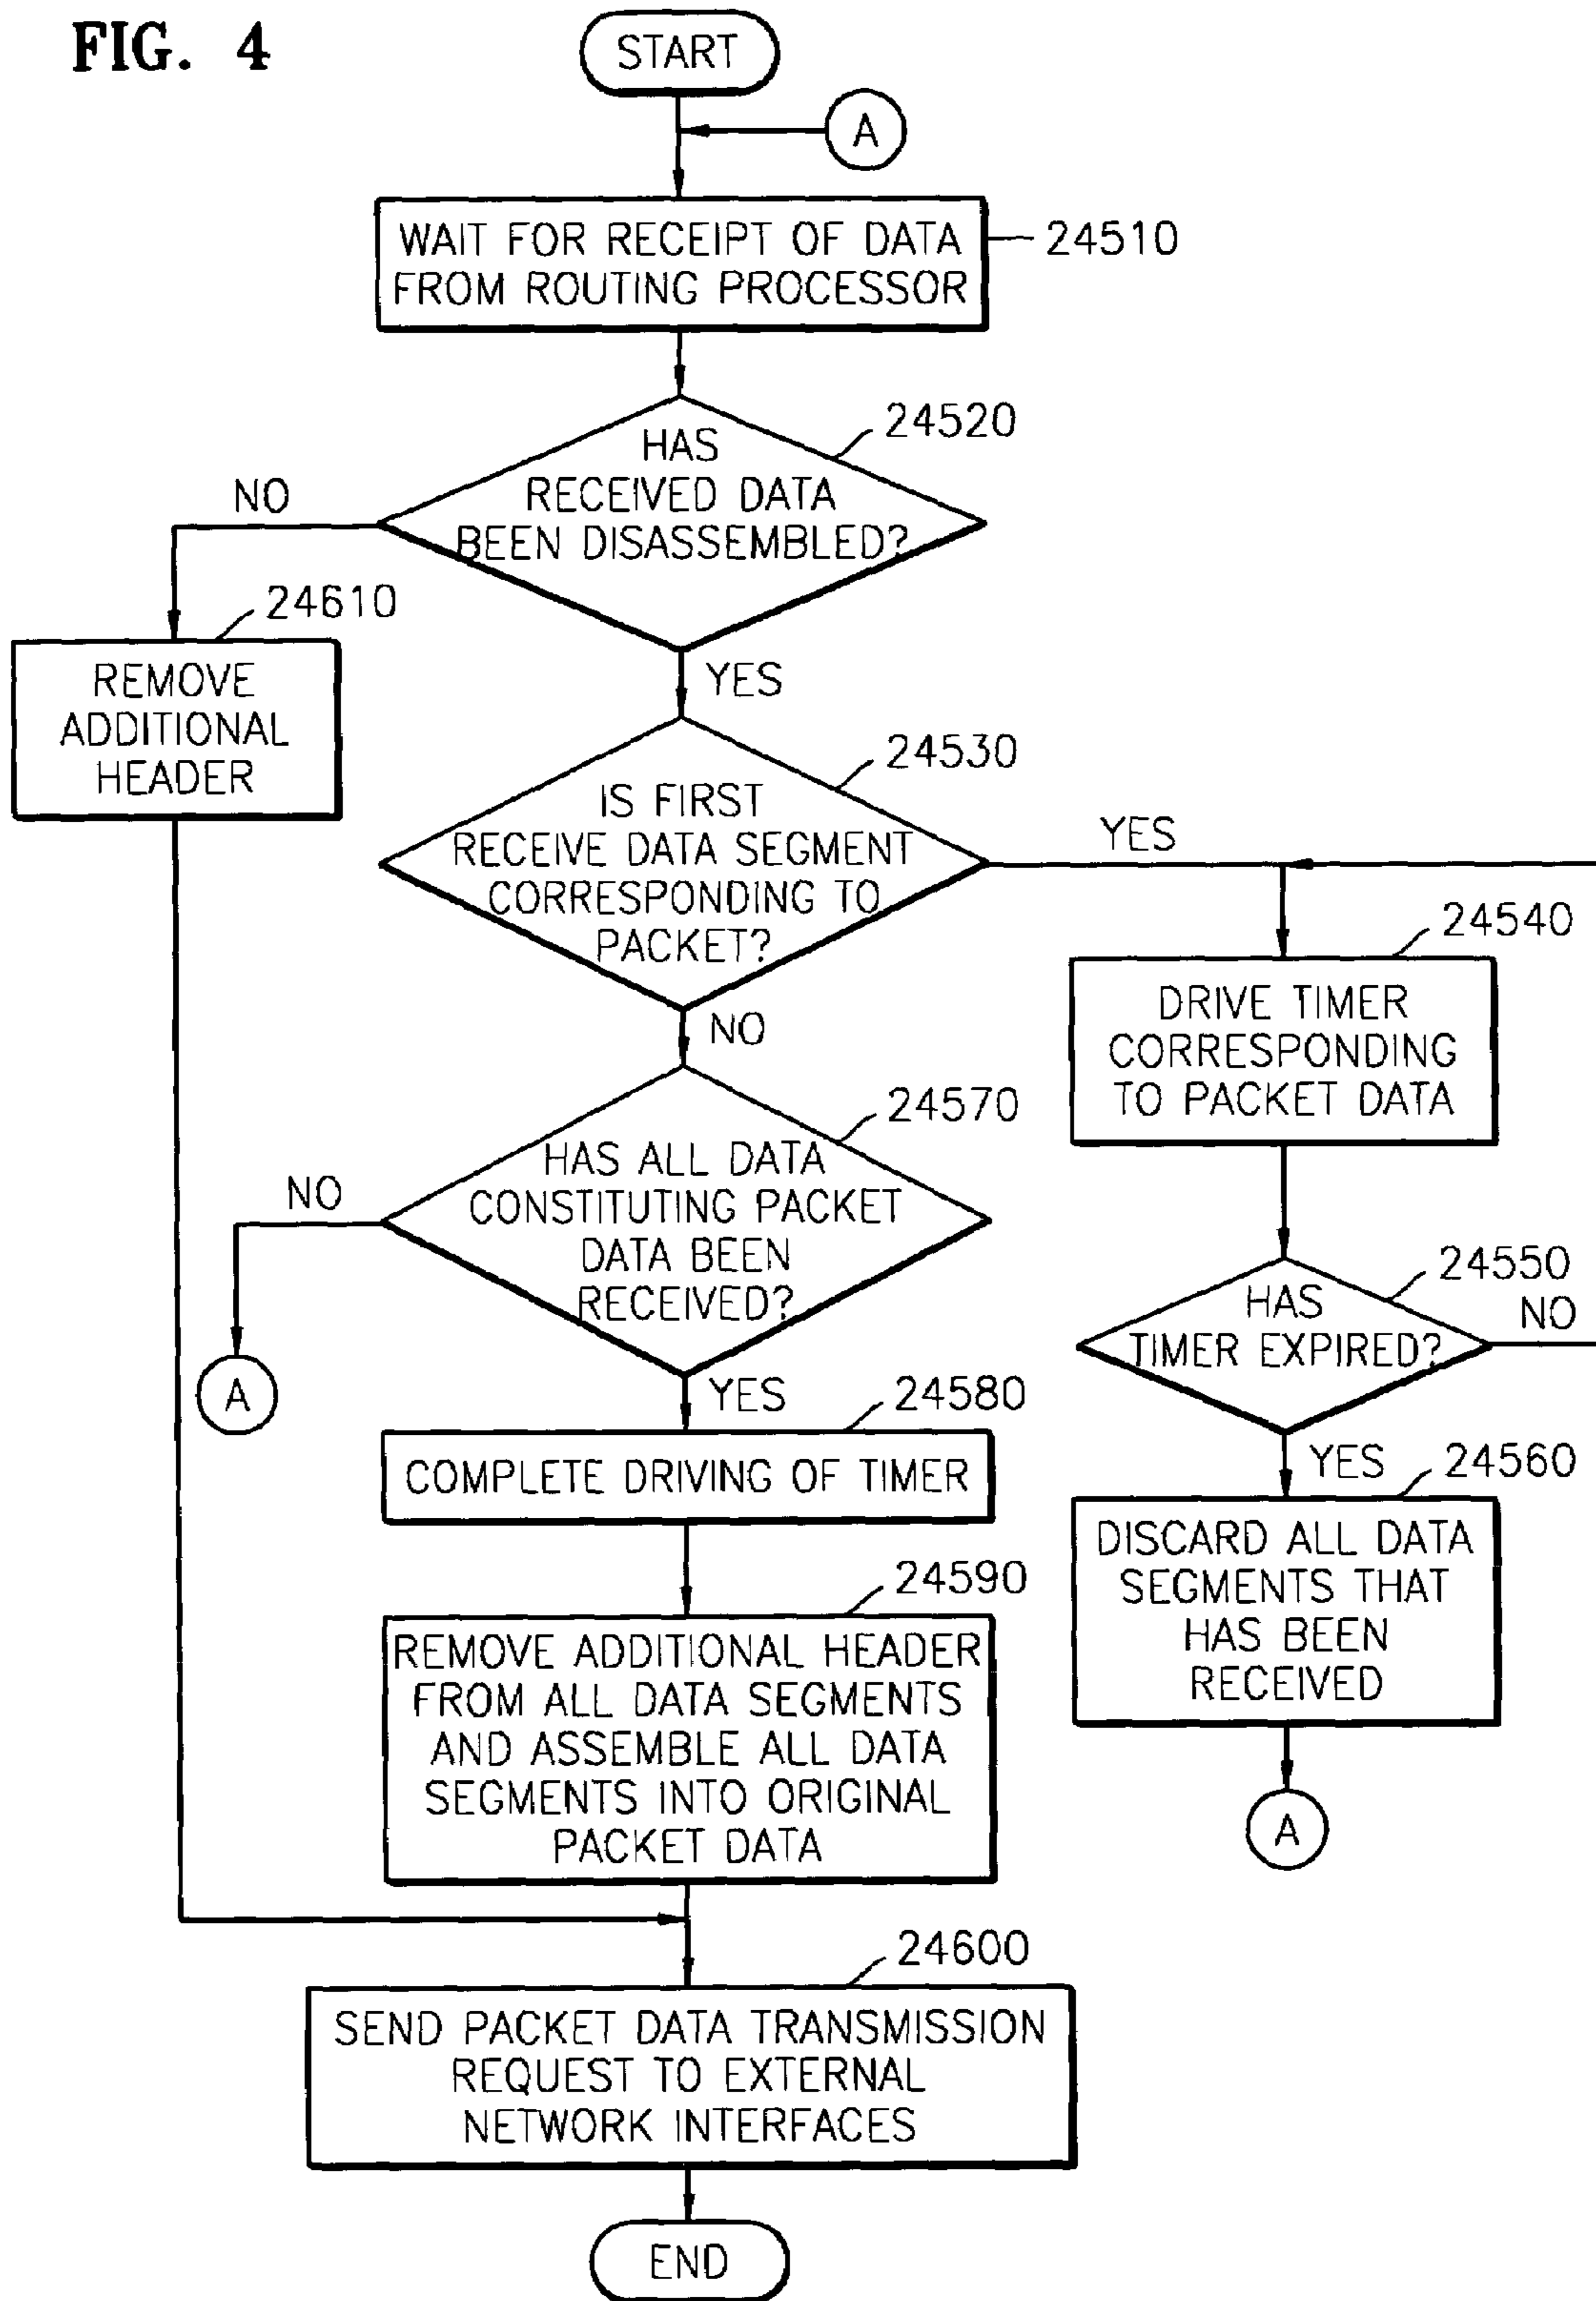 FIG. 4
START
A
WAIT FOR RECEIPT OF DATA
FROM ROUTING PROCESSOR
24510
24520
HAS
RECEIVED DATA
BEEN DISASSEMBLED?
NO
24610
REMOVE
ADDITIONAL
HEADER
YES
24530
IS FIRST
RECEIVE DATA SEGMENT
CORRESPONDING TO
PACKET?
YES
24540
DRIVE TIMER
CORRESPONDING
TO PACKET DATA
NO
24570
HAS ALL DATA
CONSTITUTING PACKET
DATA BEEN
RECEIVED?
NO
A
24550
HAS
TIMER EXPIRED?
NO
YES
24580
COMPLETE DRIVING OF TIMER
YES
24560
DISCARD ALL DATA
SEGMENTS THAT
HAS BEEN
RECEIVED
A
24590
REMOVE ADDITIONAL HEADER
FROM ALL DATA SEGMENTS
AND ASSEMBLE ALL DATA
SEGMENTS INTO ORIGINAL
PACKET DATA
24600
SEND PACKET DATA TRANSMISSION
REQUEST TO EXTERNAL
NETWORK INTERFACES
END